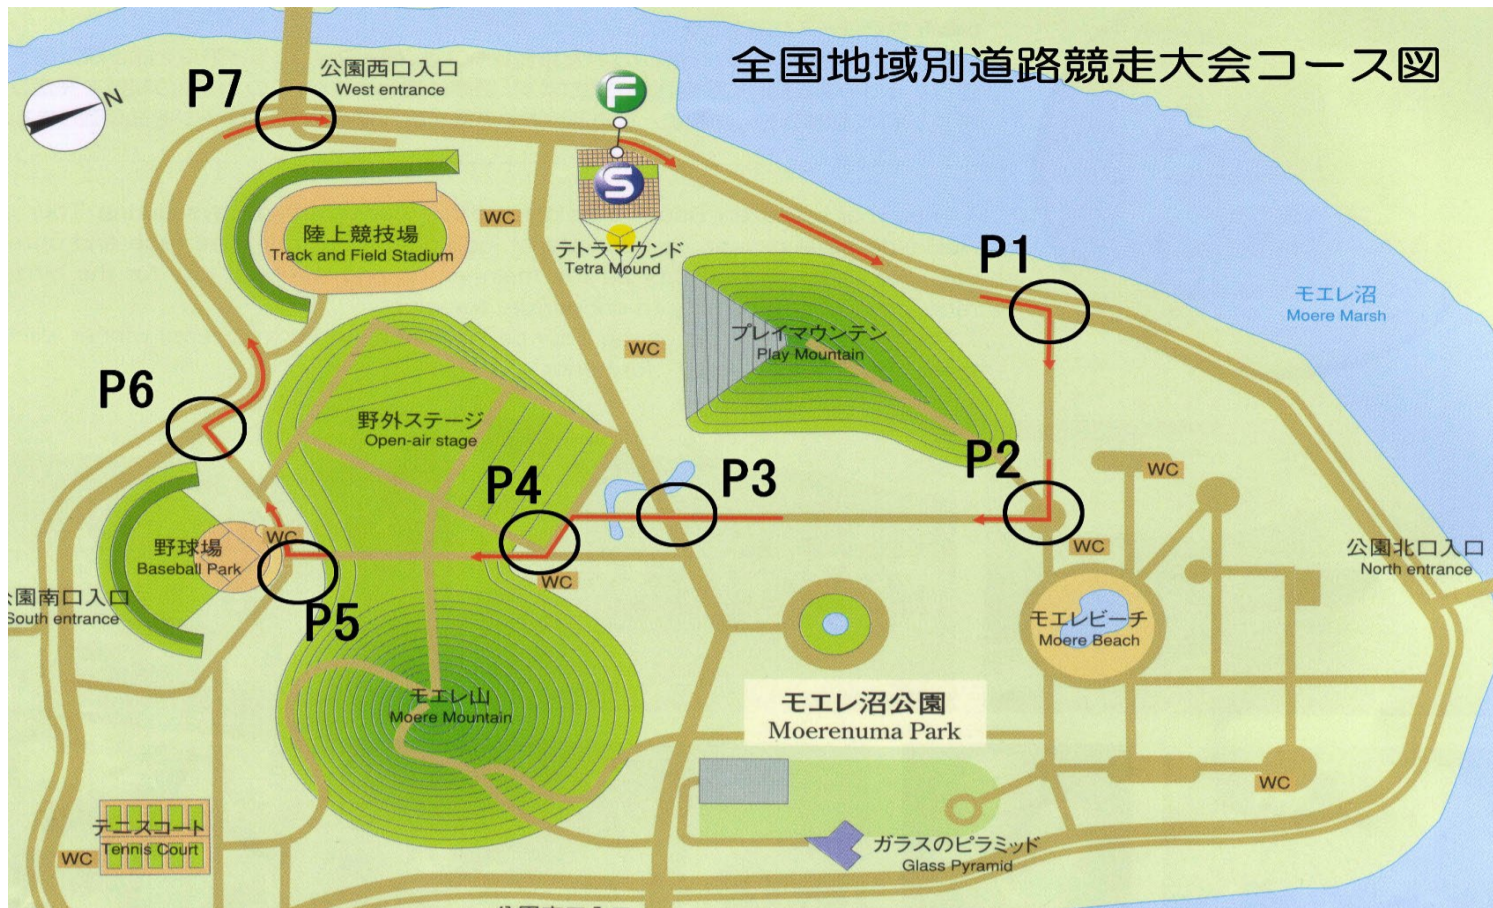 全国地域別道路競走大会コース図
公園西口入口
West entrance
P7
N
F
S
WC
陸上競技場
Track and Field Stadium
テトラマウンド
Tetra Mound
P1
モエレ沼
Moere Marsh
プレイマウンテン
Play Mountain
WC
P6
野外ステージ
Open-air stage
P4
P3
P2
WC
野球場
Baseball Park
WC
WC
WC
P5
公園北口入口
North entrance
園南口入口
South entrance
モエレビーチ
Moere Beach
モエレ山
Moere Mountain
モエレ沼公園
Moerenuma Park
WC
テニスコート
Tennis Court
WC
ガラスのピラミッド
Glass Pyramid